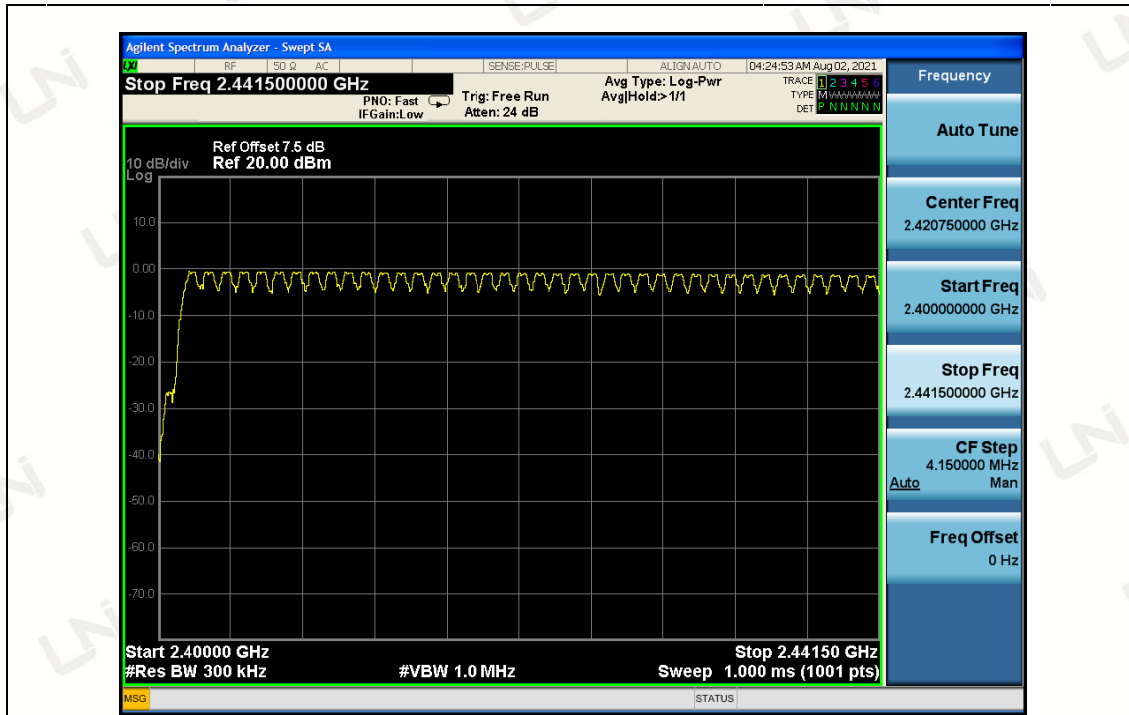 Agilent Spectrum Analyzer - Swept SA
LXI RF 50 Ω AC SENSE:PULSE ALIGN AUTO 04:24:53 AM Aug 02, 2021
Stop Freq 2.441500000 GHz
PNO: Fast Trig: Free Run Avg Type: Log-Pwr TRACE 1 2 3 4 5 6
IFGain:Low Atten: 24 dB Avg|Hold:>1/1 TYPE MWWWWW
DET P N N N N N
Ref Offset 7.5 dB
10 dB/div Ref 20.00 dBm
Log
10.0
0.00
-10.0
-20.0
-30.0
-40.0
-50.0
-60.0
-70.0
Start 2.40000 GHz Stop 2.44150 GHz
#Res BW 300 kHz #VBW 1.0 MHz Sweep 1.000 ms (1001 pts)
MSG STATUS
Frequency
Auto Tune
Center Freq
2.420750000 GHz
Start Freq
2.400000000 GHz
Stop Freq
2.441500000 GHz
CF Step
4.150000 MHz
Auto Man
Freq Offset
0 Hz